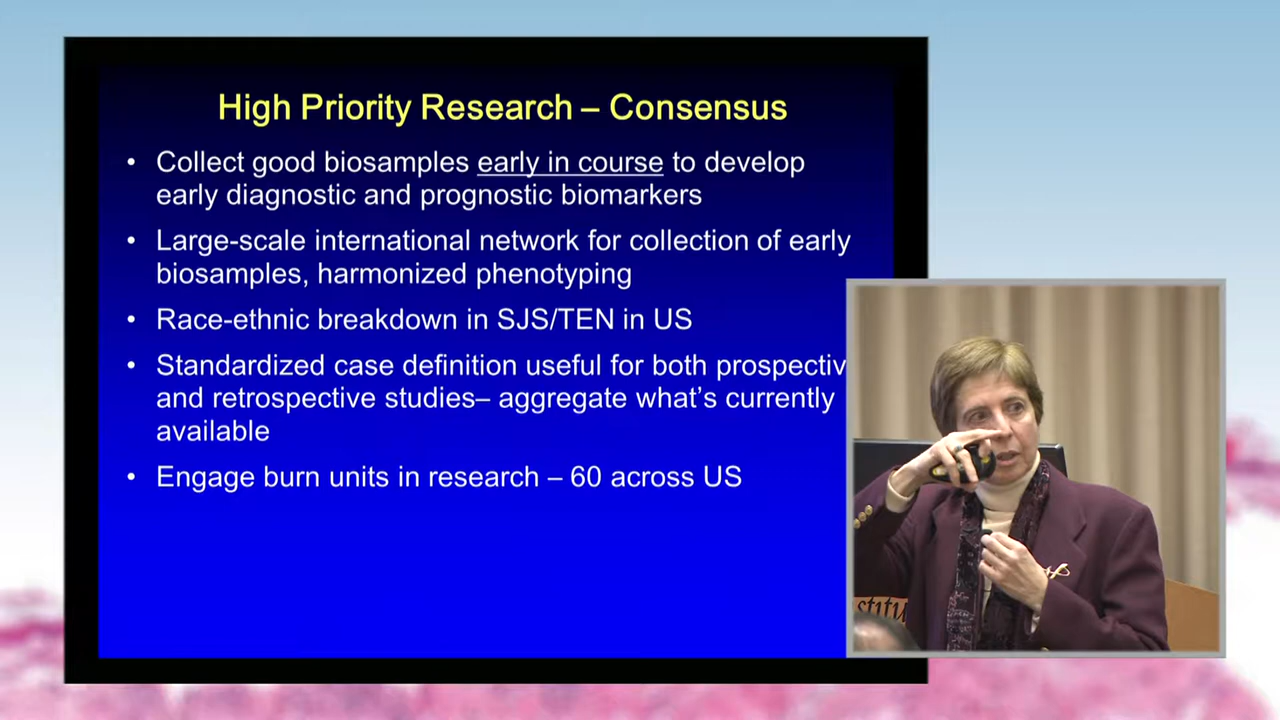 High Priority Research – Consensus
• Collect good biosamples early in course to develop
early diagnostic and prognostic biomarkers
• Large-scale international network for collection of early
biosamples, harmonized phenotyping
• Race-ethnic breakdown in SJS/TEN in US
• Standardized case definition useful for both prospectiv
and retrospective studies– aggregate what's currently
available
• Engage burn units in research – 60 across US
stitu